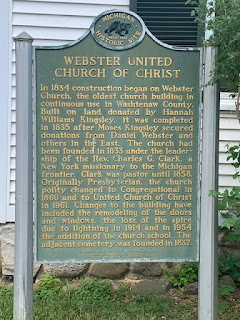 MICHIGAN
HISTORIC SITE
WEBSTER UNITED
CHURCH OF CHRIST
In 1834 construction began on Webster
Church, the oldest church building in
continuous use in Washtenaw County.
Built on land donated by Hannah
Williams Kingsley, it was completed
in 1835 after Moses Kingsley secured
donations from Daniel Webster and
others in the East. The church had
been founded in 1833 under the leader-
ship of the Rev. Charles G. Clark, a
New York missionary to the Michigan
frontier. Clark was pastor until 1858.
Originally Presbyterian, the church
polity changed to Congregational in
1860 and to United Church of Christ
in 1961. Changes to the building have
included the remodeling of the doors
and windows, the loss of the spire
due to lightning in 1914 and in 1954
the addition of the church school. The
adjacent cemetery was founded in 1837.